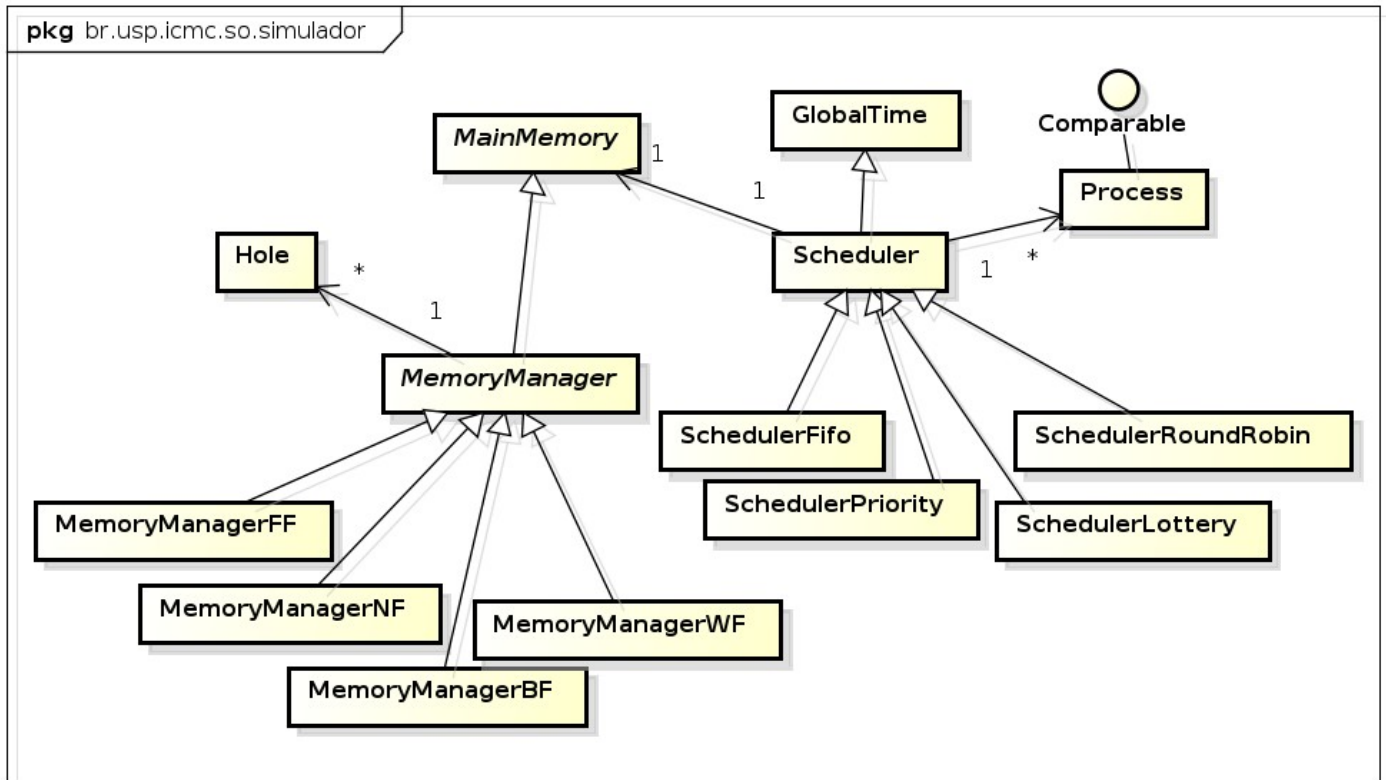 pkg br.usp.icmc.so.simulador
Comparable
GlobalTime
MainMemory
1
1
Process
Hole
*
1
Scheduler
1
*
MemoryManager
SchedulerFifo
SchedulerRoundRobin
SchedulerPriority
SchedulerLottery
MemoryManagerFF
MemoryManagerNF
MemoryManagerWF
MemoryManagerBF